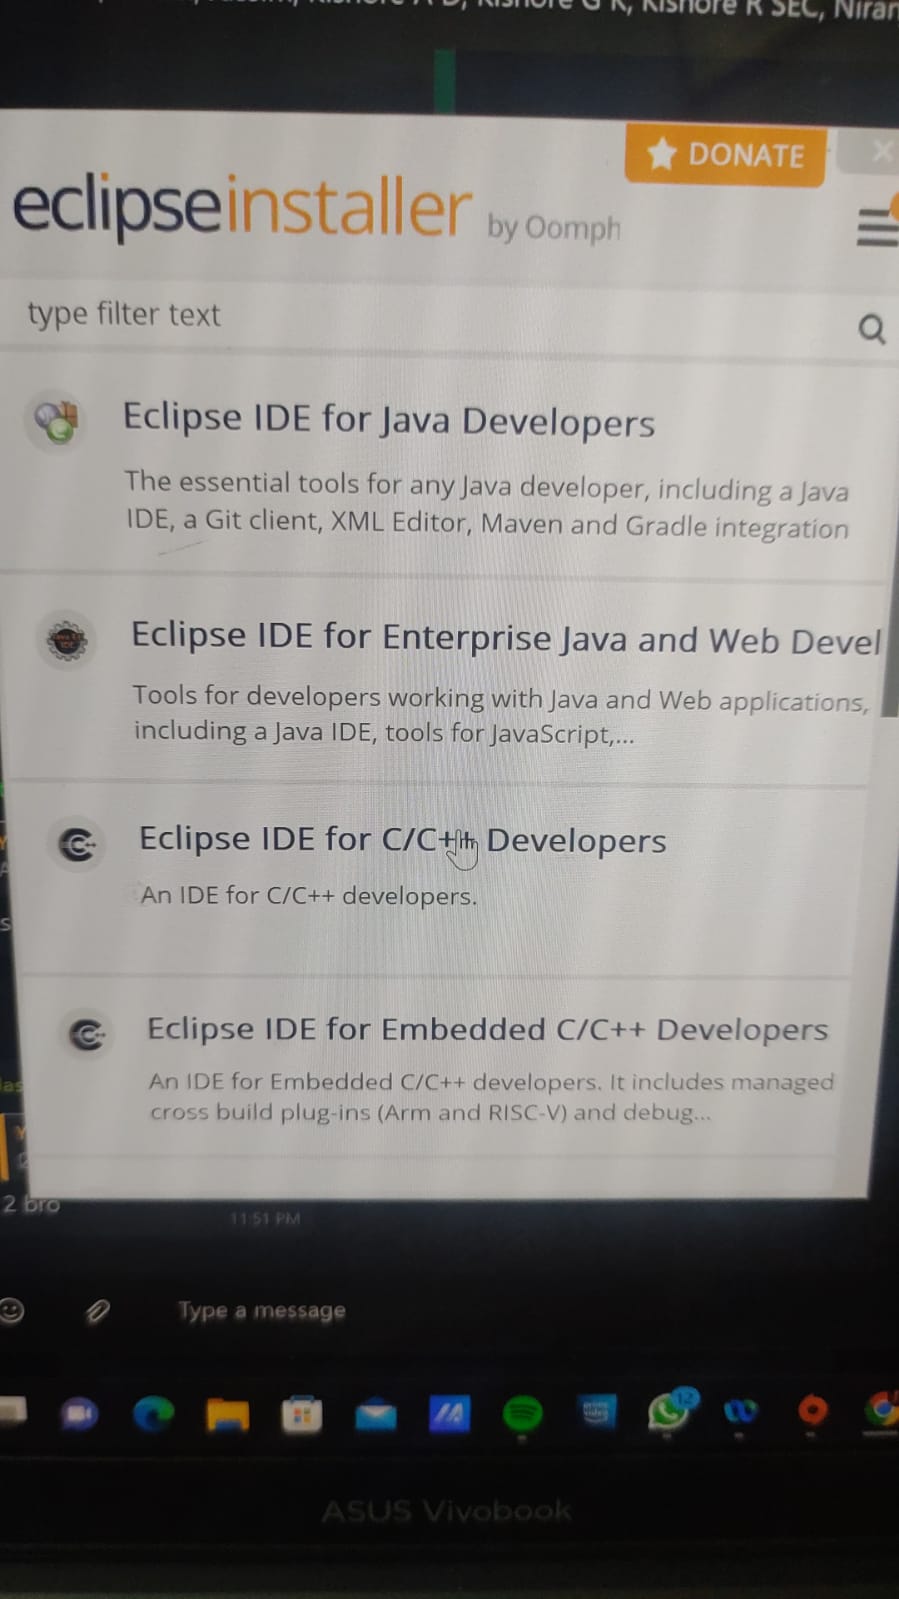 Kishore G K, Kishore R SEC, Niran
DONATE
eclipseinstaller by Oomph
type filter text
Eclipse IDE for Java Developers
The essential tools for any Java developer, including a Java
IDE, a Git client, XML Editor, Maven and Gradle integration
Eclipse IDE for Enterprise Java and Web Devel
Tools for developers working with Java and Web applications,
including a Java IDE, tools for JavaScript,...
Eclipse IDE for C/C++ Developers
An IDE for C/C++ developers.
Eclipse IDE for Embedded C/C++ Developers
An IDE for Embedded C/C++ developers. It includes managed
cross build plug-ins (Arm and RISC-V) and debug...
2 bro
11:51 PM
Type a message
12
ASUS Vivobook